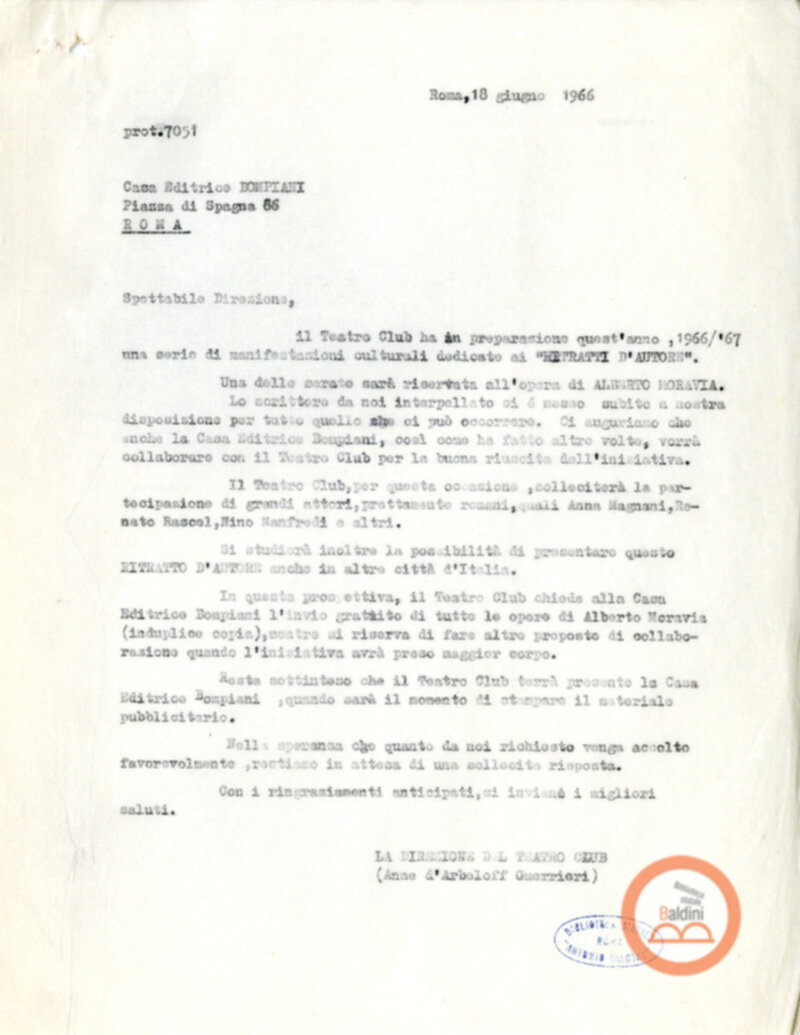 Roma,18 giugno 1966
prot.7051
Casa Editrice BOMPIANI
Piazza di Spagna 86
R O M A
Spettabile Direzione,
il Teatro Club ha in preparazione quest'anno ,1966/'67
una serie di manifestazioni culturali dedicate ai "RITRATTI D'AUTORE".
Una delle serate sarà riservata all'opera di ALBERTO MORAVIA.
Lo scrittore da noi interpellato si è messo subito a nostra
disposizione per tutto quello che ci può occorrere. Ci auguriamo che
anche la Casa Editrice Bompiani, così come ha fatto altre volte, vorrà
collaborare con il Teatro Club per la buona riuscita dell'iniziativa.
Il Teatro Club,per questa occasione ,solleciterà la par-
tecipazione di grandi attori,prettamente romani,quali Anna Magnani,Re-
nato Rascel,Nino Manfredi e altri.
Si studierà inoltre la possibilità di presentare questo
RITRATTO D'AUTORE anche in altre città d'Italia.
In questa prospettiva, il Teatro Club chiede alla Casa
Editrice Bompiani l'invio gratuito di tutte le opere di Alberto Moravia
(induplice copia),mentre si riserva di fare altre proposte di collabo-
razione quando l'iniziativa avrà preso maggior corpo.
Resta sottinteso che il Teatro Club terrà presente la Casa
Editrice Bompiani ,quando sarà il momento di stampare il materiale
pubblicitario.
Nella speranza che quanto da noi richiesto venga accolto
favorevolmente ,restiamo in attesa di una sollecita risposta.
Con i ringraziamenti anticipati,si inviano i migliori
saluti.
LA DIREZIONE DEL TEATRO CLUB
(Anne d'Arbeloff Guerrieri)
Biblioteca
statale
Baldini
BIBLIOTECA STATALE
ROMA
"ANTONIO BALDINI"